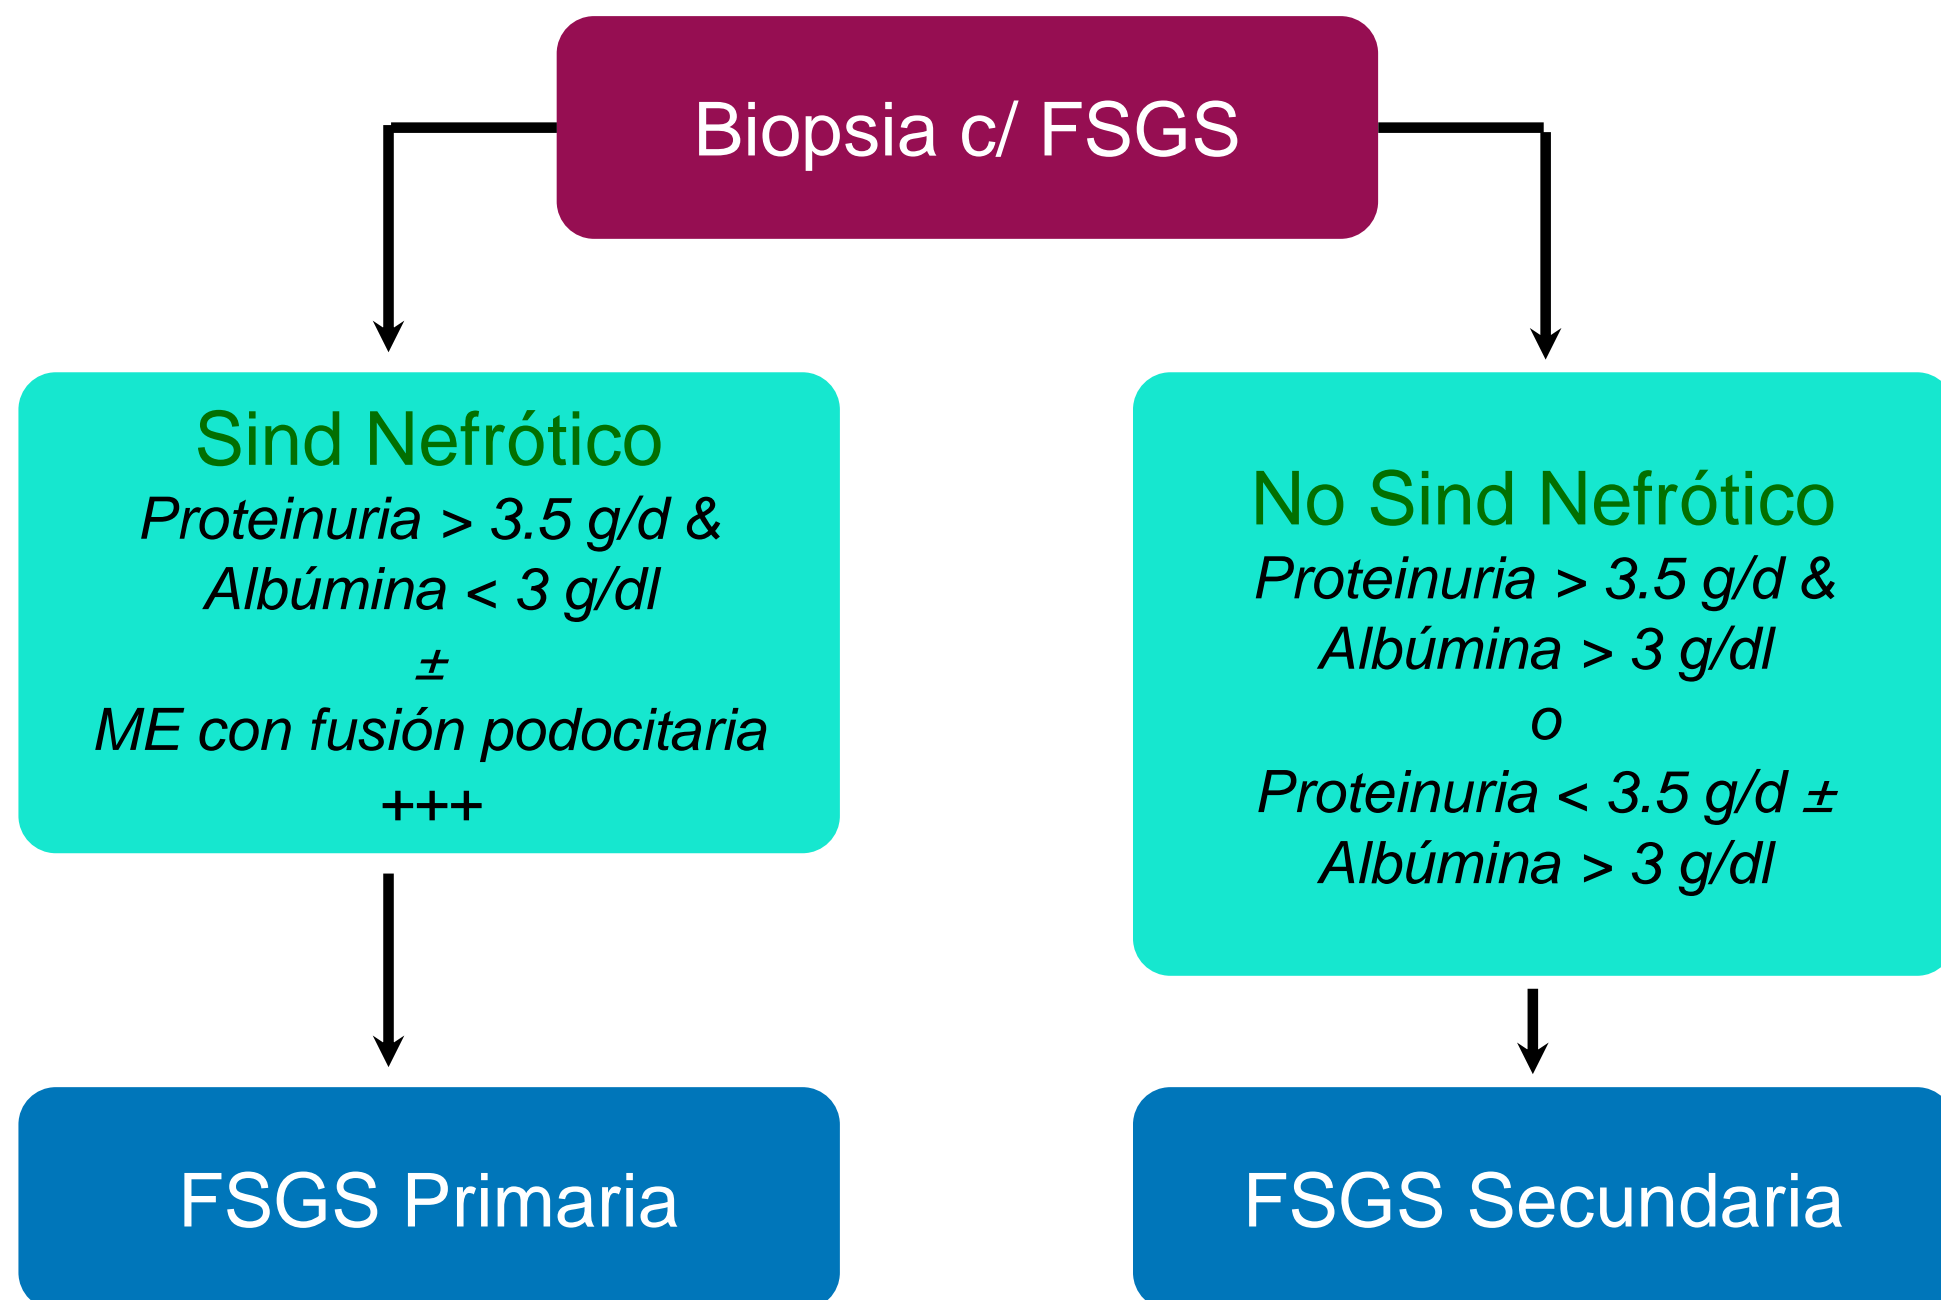 Biopsia c/ FSGS
Sind Nefrótico
Proteinuria > 3.5 g/d &
Albúmina < 3 g/dl
±
ME con fusión podocitaria
+++
No Sind Nefrótico
Proteinuria > 3.5 g/d &
Albúmina > 3 g/dl
o
Proteinuria < 3.5 g/d ±
Albúmina > 3 g/dl
FSGS Primaria
FSGS Secundaria